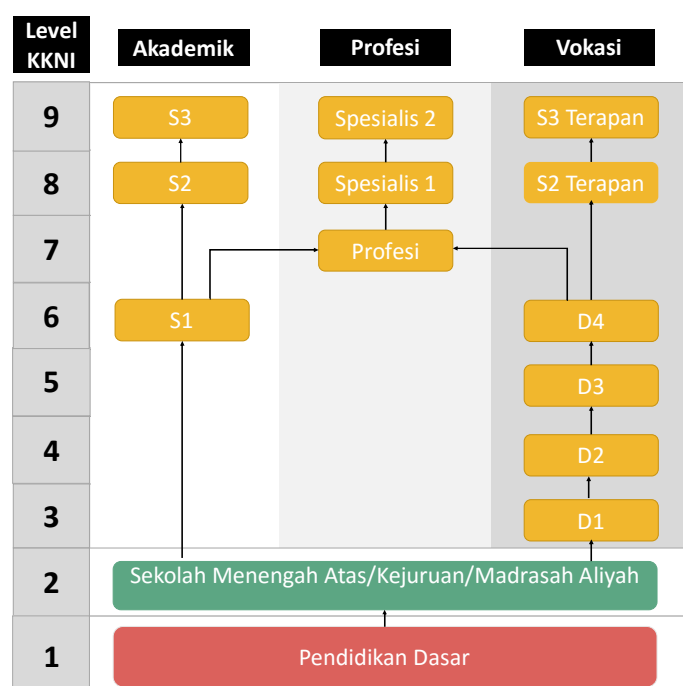 Level
KKNI
Akademik
Profesi
Vokasi
9
S3
Spesialis 2
S3 Terapan
8
S2
Spesialis 1
S2 Terapan
7
Profesi
6
S1
D4
5
D3
4
D2
3
D1
2
Sekolah Menengah Atas/Kejuruan/Madrasah Aliyah
1
Pendidikan Dasar